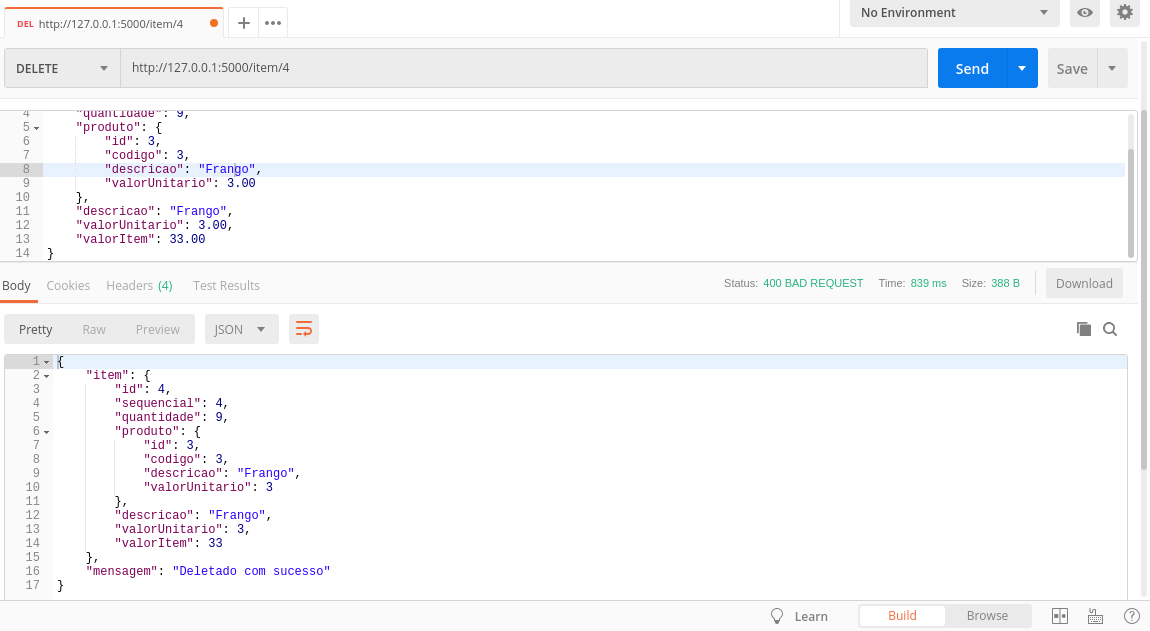 DEL http://127.0.0.1:5000/item/4
No Environment
DELETE http://127.0.0.1:5000/item/4 Send Save
4 "quantidade": 9,
5 "produto": {
6 "id": 3,
7 "codigo": 3,
8 "descricao": "Frango",
9 "valorUnitario": 3.00
10 },
11 "descricao": "Frango",
12 "valorUnitario": 3.00,
13 "valorItem": 33.00
14 }
Body Cookies Headers (4) Test Results Status: 400 BAD REQUEST Time: 839 ms Size: 388 B Download
Pretty Raw Preview JSON
1 {
2 "item": {
3 "id": 4,
4 "sequencial": 4,
5 "quantidade": 9,
6 "produto": {
7 "id": 3,
8 "codigo": 3,
9 "descricao": "Frango",
10 "valorUnitario": 3
11 },
12 "descricao": "Frango",
13 "valorUnitario": 3,
14 "valorItem": 33
15 },
16 "mensagem": "Deletado com sucesso"
17 }
Learn Build Browse